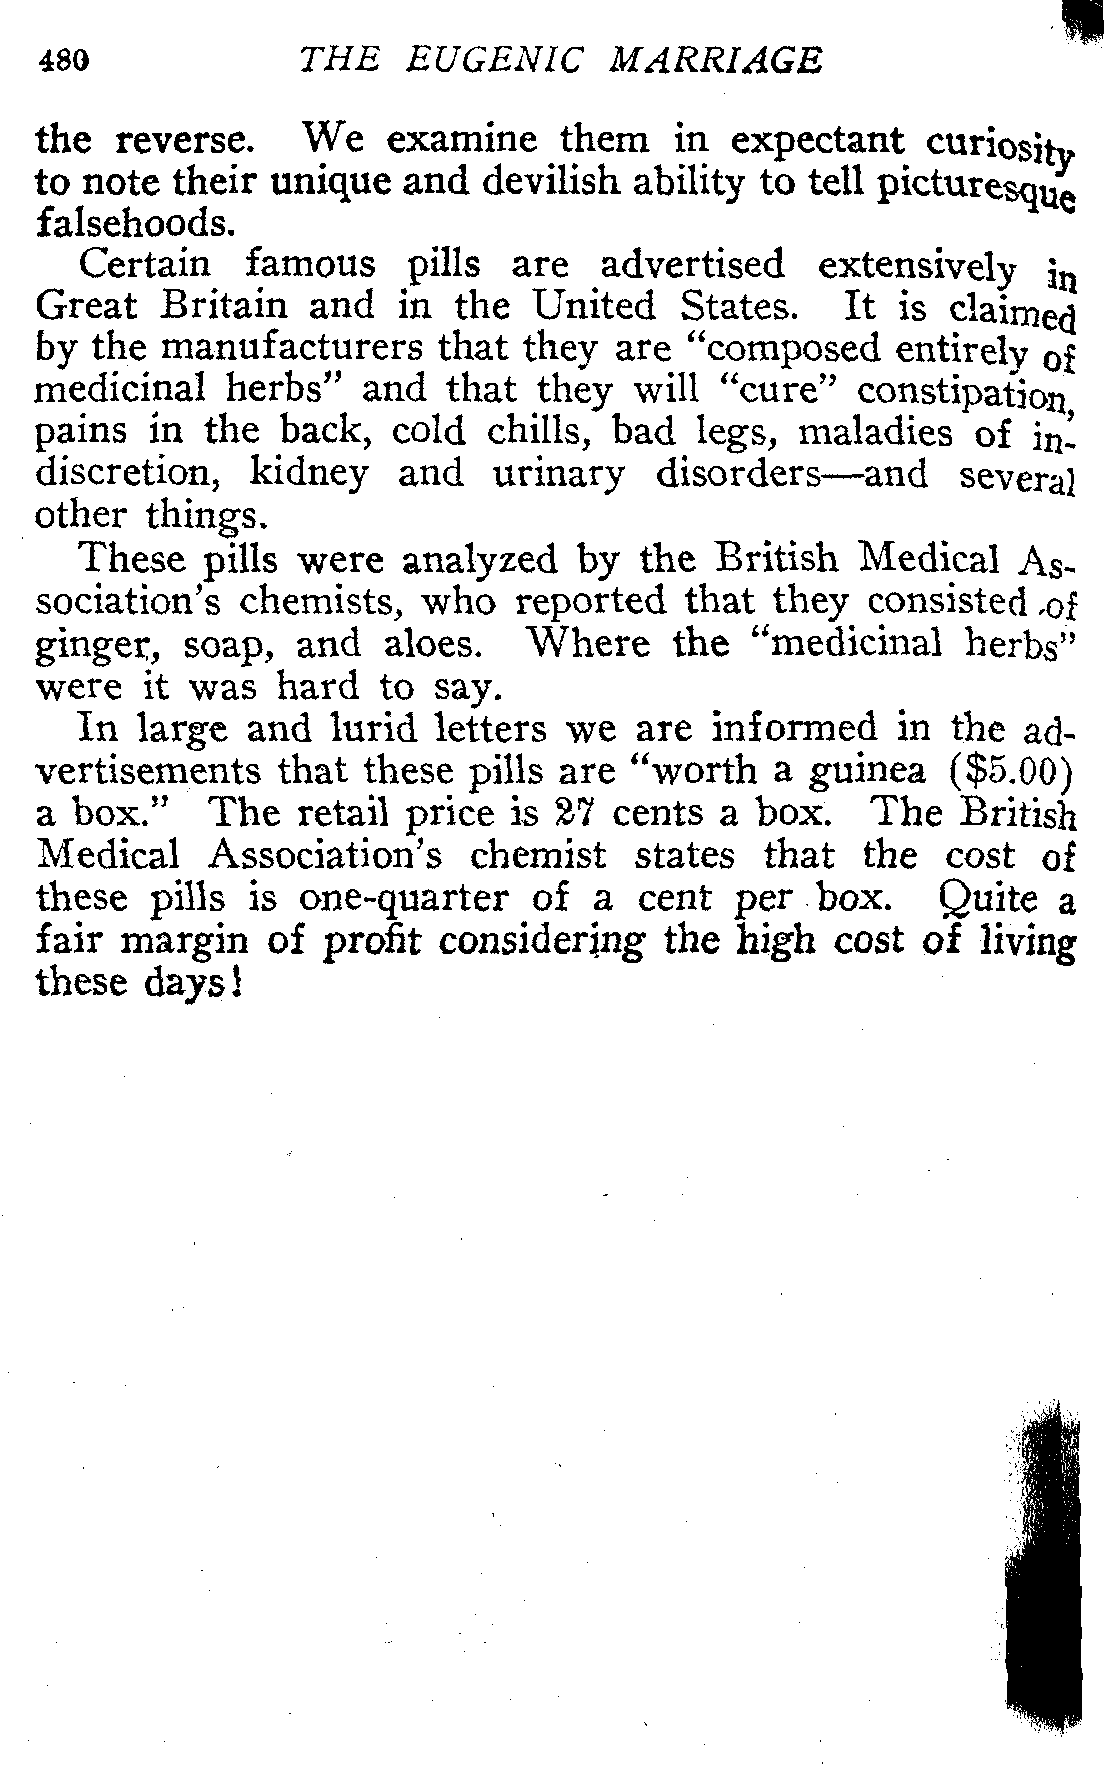 480 THE EUGENIC MARRIAGE
the reverse. We examine them in expectant curiosity
to note their unique and devilish ability to tell picturesque
falsehoods.
Certain famous pills are advertised extensively in
Great Britain and in the United States. It is claimed
by the manufacturers that they are “composed entirely of
medicinal herbs” and that they will “cure” constipation,
pains in the back, cold chills, bad legs, maladies of in-
discretion, kidney and urinary disorders—and several
other things.
These pills were analyzed by the British Medical As-
sociation's chemists, who reported that they consisted of
ginger, soap, and aloes. Where the “medicinal herbs”
were it was hard to say.
In large and lurid letters we are informed in the ad-
vertisements that these pills are “worth a guinea ($5.00)
a box.” The retail price is 27 cents a box. The British
Medical Association's chemist states that the cost of
these pills is one-quarter of a cent per box. Quite a
fair margin of profit considering the high cost of living
these days!